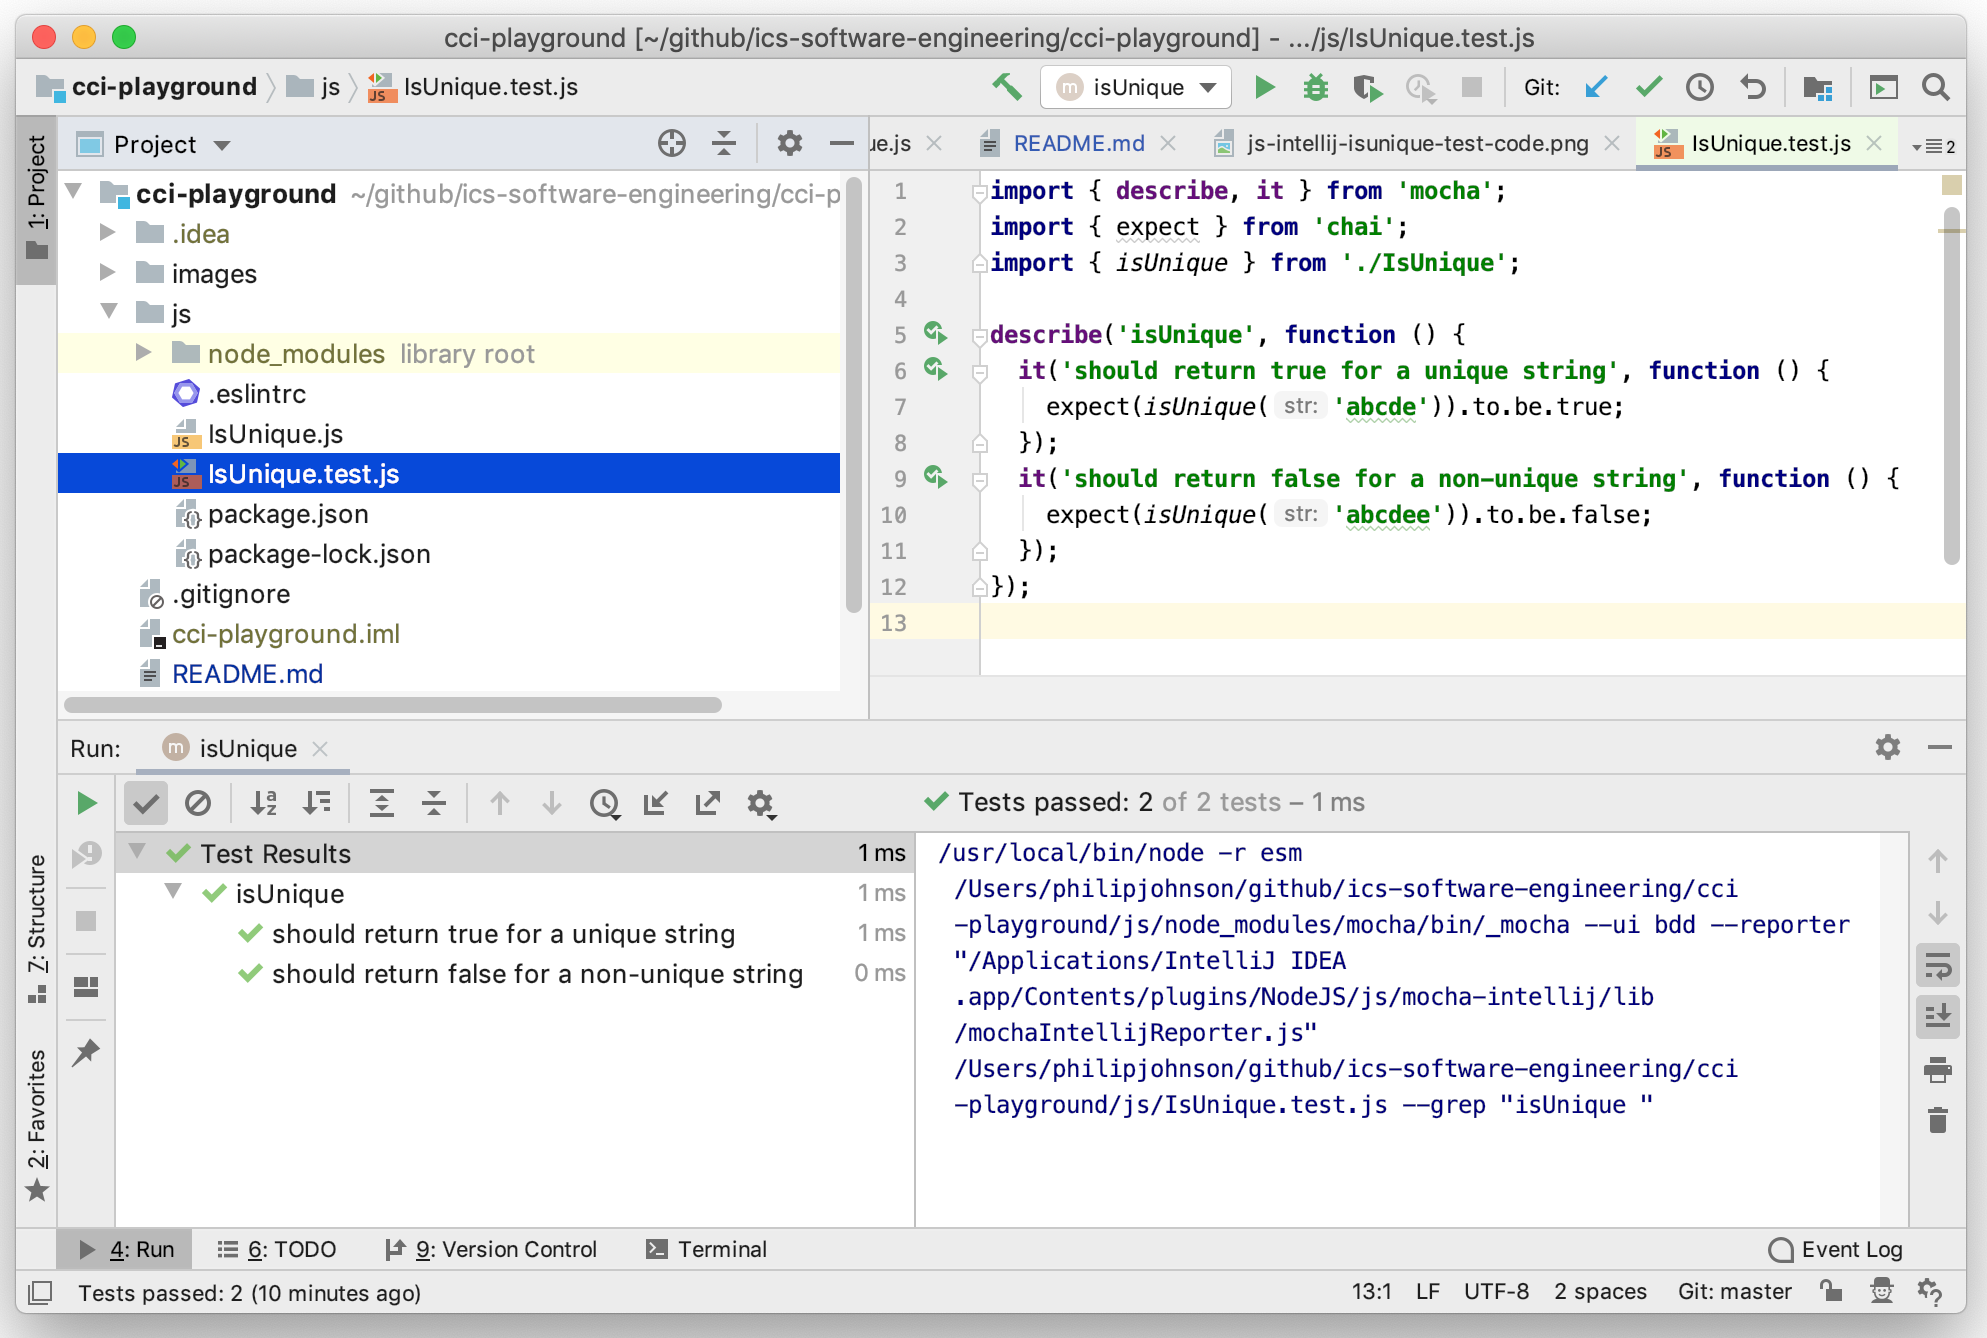 cci-playground [~/github/ics-software-engineering/cci-playground] - .../js/IsUnique.test.js
cci-playground js IsUnique.test.js
isUnique
Git:
1: Project
Project
ue.js
README.md
js-intellij-isunique-test-code.png
IsUnique.test.js
2
cci-playground ~/github/ics-software-engineering/cci-p
.idea
images
js
node_modules library root
.eslintrc
IsUnique.js
IsUnique.test.js
package.json
package-lock.json
.gitignore
cci-playground.iml
README.md
1 import { describe, it } from 'mocha';
2 import { expect } from 'chai';
3 import { isUnique } from './IsUnique';
4
5 describe('isUnique', function () {
6 it('should return true for a unique string', function () {
7 expect(isUnique( str: 'abcde')).to.be.true;
8 });
9 it('should return false for a non-unique string', function () {
10 expect(isUnique( str: 'abcdee')).to.be.false;
11 });
12 });
13
Run: isUnique
Tests passed: 2 of 2 tests – 1 ms
Test Results 1 ms
isUnique 1 ms
should return true for a unique string 1 ms
should return false for a non-unique string 0 ms
/usr/local/bin/node -r esm
/Users/philipjohnson/github/ics-software-engineering/cci
-playground/js/node_modules/mocha/bin/_mocha --ui bdd --reporter
"/Applications/IntelliJ IDEA
.app/Contents/plugins/NodeJS/js/mocha-intellij/lib
/mochaIntellijReporter.js"
/Users/philipjohnson/github/ics-software-engineering/cci
-playground/js/IsUnique.test.js --grep "isUnique "
7: Structure
2: Favorites
4: Run
6: TODO
9: Version Control
Terminal
Event Log
Tests passed: 2 (10 minutes ago)
13:1 LF UTF-8 2 spaces Git: master